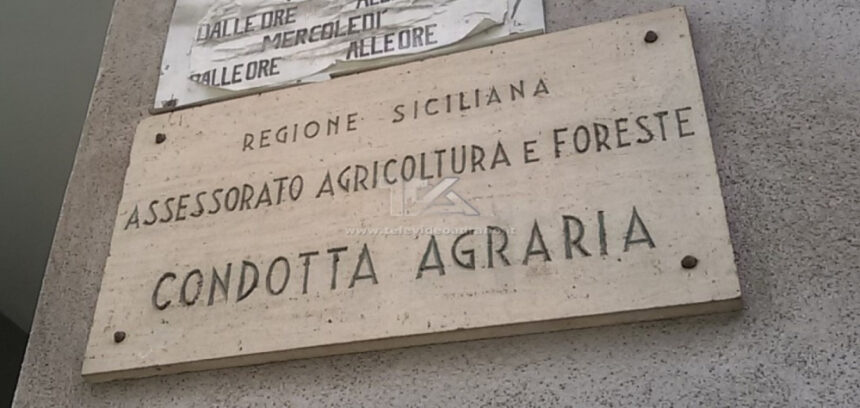 DALLE ORE
MERCOLEDI
DALLE ORE ALLE ORE
REGIONE SICILIANA
ASSESSORATO AGRICOLTURA E FORESTE
CONDOTTA AGRARIA